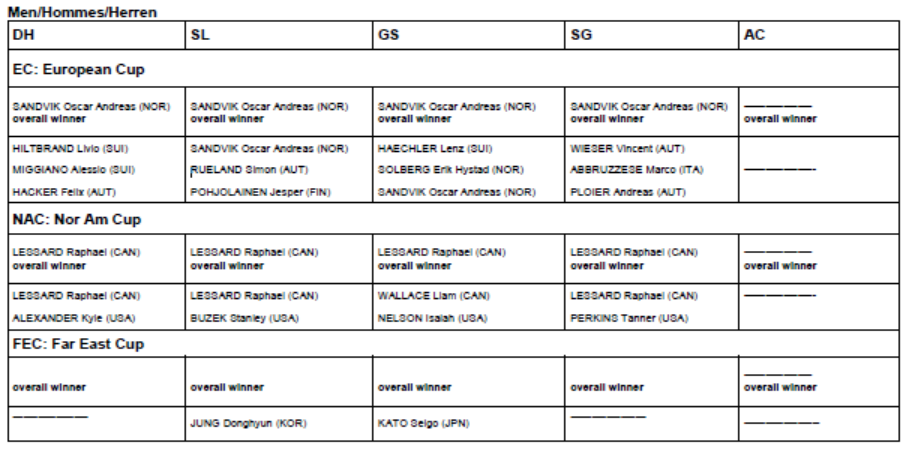 Men/Hommes/Herren
DH SL GS SG AC
EC: European Cup
SANDVIK Oscar Andreas (NOR) SANDVIK Oscar Andreas (NOR) SANDVIK Oscar Andreas (NOR) SANDVIK Oscar Andreas (NOR) ——————
overall winner overall winner overall winner overall winner overall winner
HILTBRAND Livio (SUI) SANDVIK Oscar Andreas (NOR) HAECHLER Lenz (SUI) WIESER Vincent (AUT)
MIGGIANO Alessio (SUI) RUELAND Simon (AUT) SOLBERG Erik Hystad (NOR) ABBRUZZESE Marco (ITA) ——————-
HACKER Felix (AUT) POHJOLAINEN Jesper (FIN) SANDVIK Oscar Andreas (NOR) PLOIER Andreas (AUT)
NAC: Nor Am Cup
LESSARD Raphael (CAN) LESSARD Raphael (CAN) LESSARD Raphael (CAN) LESSARD Raphael (CAN) ——————
overall winner overall winner overall winner overall winner overall winner
LESSARD Raphael (CAN) LESSARD Raphael (CAN) WALLACE Liam (CAN) LESSARD Raphael (CAN) ——————-
ALEXANDER Kyle (USA) BUZEK Stanley (USA) NELSON Isaiah (USA) PERKINS Tanner (USA)
FEC: Far East Cup
——————
overall winner overall winner overall winner overall winner overall winner
——————— JUNG Donghyun (KOR) KATO Seigo (JPN) ——————— ——————–